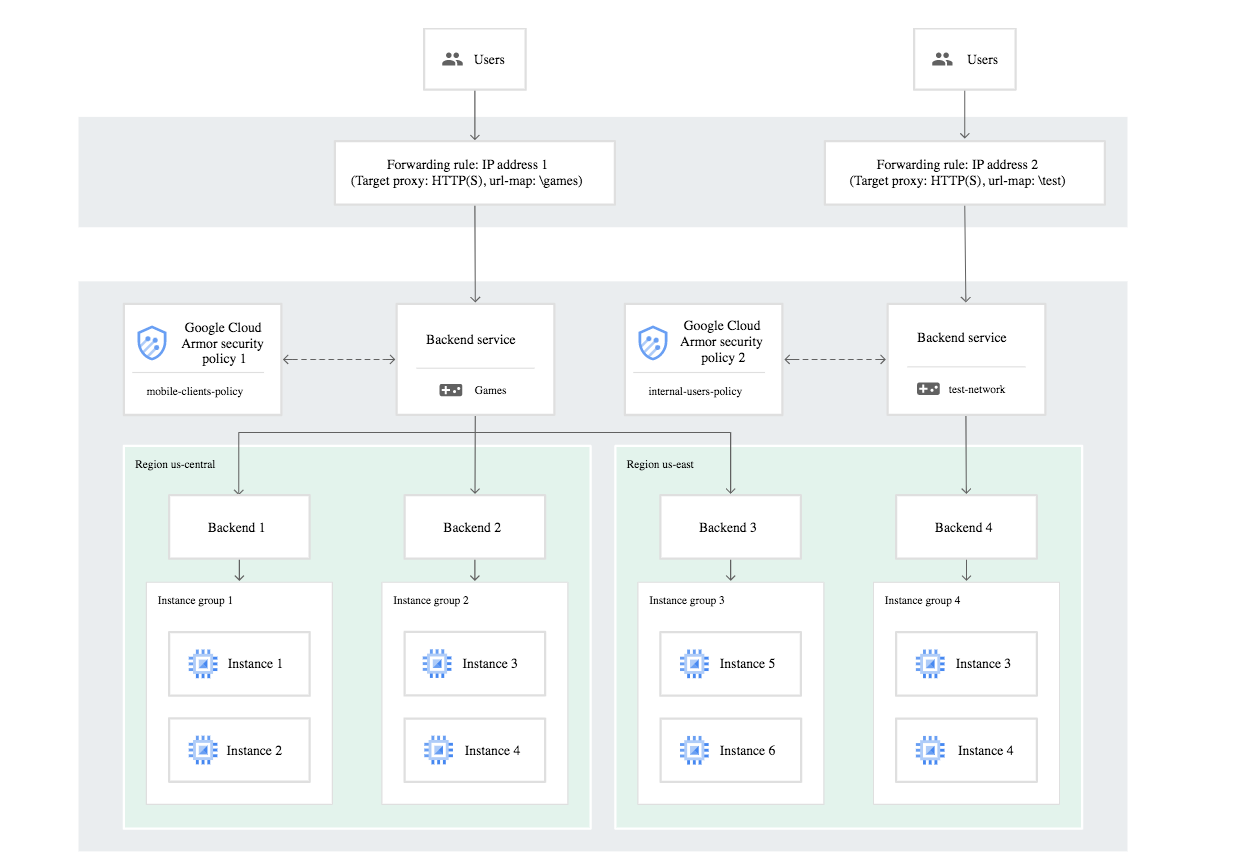 Users
Users
Forwarding rule: IP address 1
(Target proxy: HTTP(S), url-map: \games)
Forwarding rule: IP address 2
(Target proxy: HTTP(S), url-map: \test)
Google Cloud
Armor security
policy 1
mobile-clients-policy
Backend service
Games
Google Cloud
Armor security
policy 2
internal-users-policy
Backend service
test-network
Region us-central
Region us-east
Backend 1
Backend 2
Backend 3
Backend 4
Instance group 1
Instance 1
Instance 2
Instance group 2
Instance 3
Instance 4
Instance group 3
Instance 5
Instance 6
Instance group 4
Instance 3
Instance 4